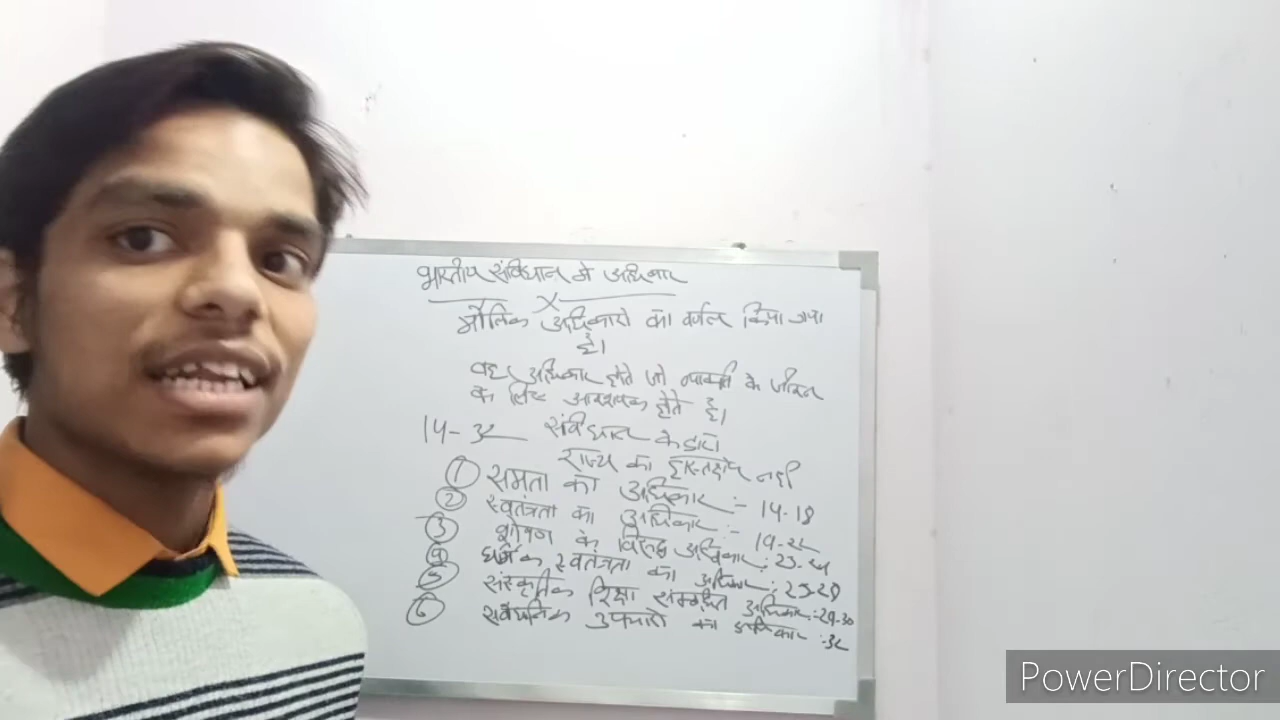 भारतीय संविधान मे अधिकार
मौलिक अधिकारो का वर्णन किया गया
है।
वह अधिकार होते जो व्यक्ति के जीवन
के लिए आवश्यक होते है।
14-32 संविधान के द्वारा
राज्य का हस्तक्षेप नही
① समता का अधिकार :- 14-18
② स्वतंत्रता का अधिकार :- 19-22
③ शोषण के विरुद्ध अधिकार : 23-24
④ धर्मिक स्वतंत्रता का अधिकार : 25-28
⑤ संस्कृतिक शिक्षा सम्बंधित अधिकार :- 29-30
⑥ उपचारो का अधिकार :- 32
PowerDirector